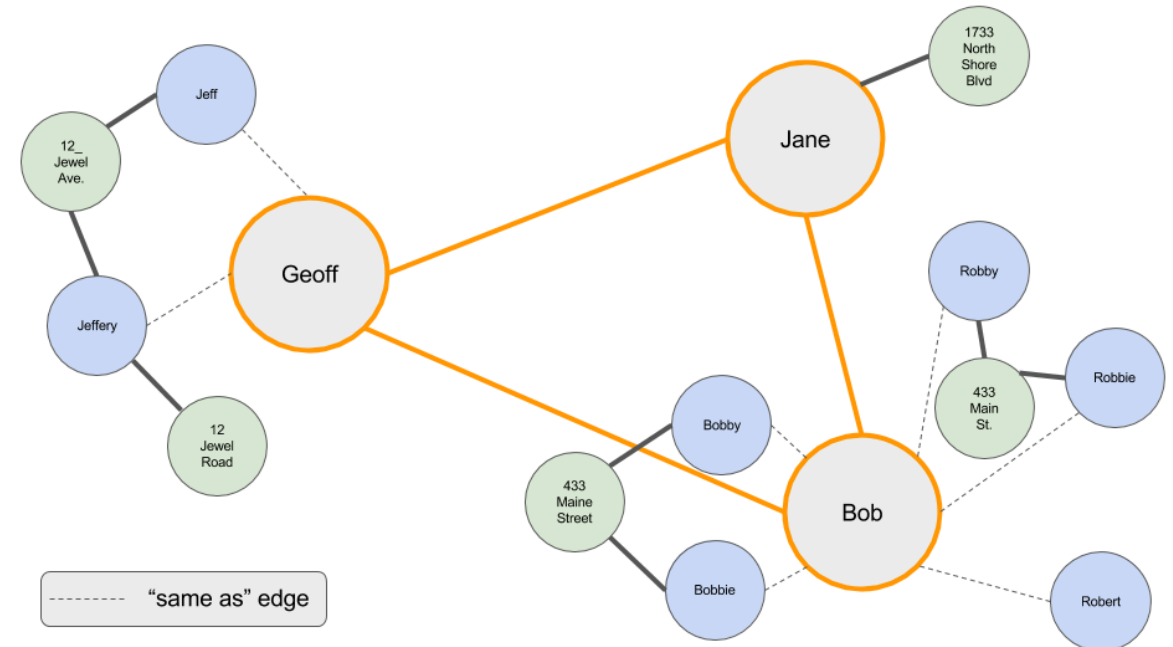 1733
North
Shore
Blvd
Jeff
Jane
12_
Jewel
Ave.
Geoff
Robby
Jeffery
Robbie
433
Main
St.
Bobby
12
Jewel
Road
433
Maine
Street
Bob
Bobbie
Robert
“same as” edge